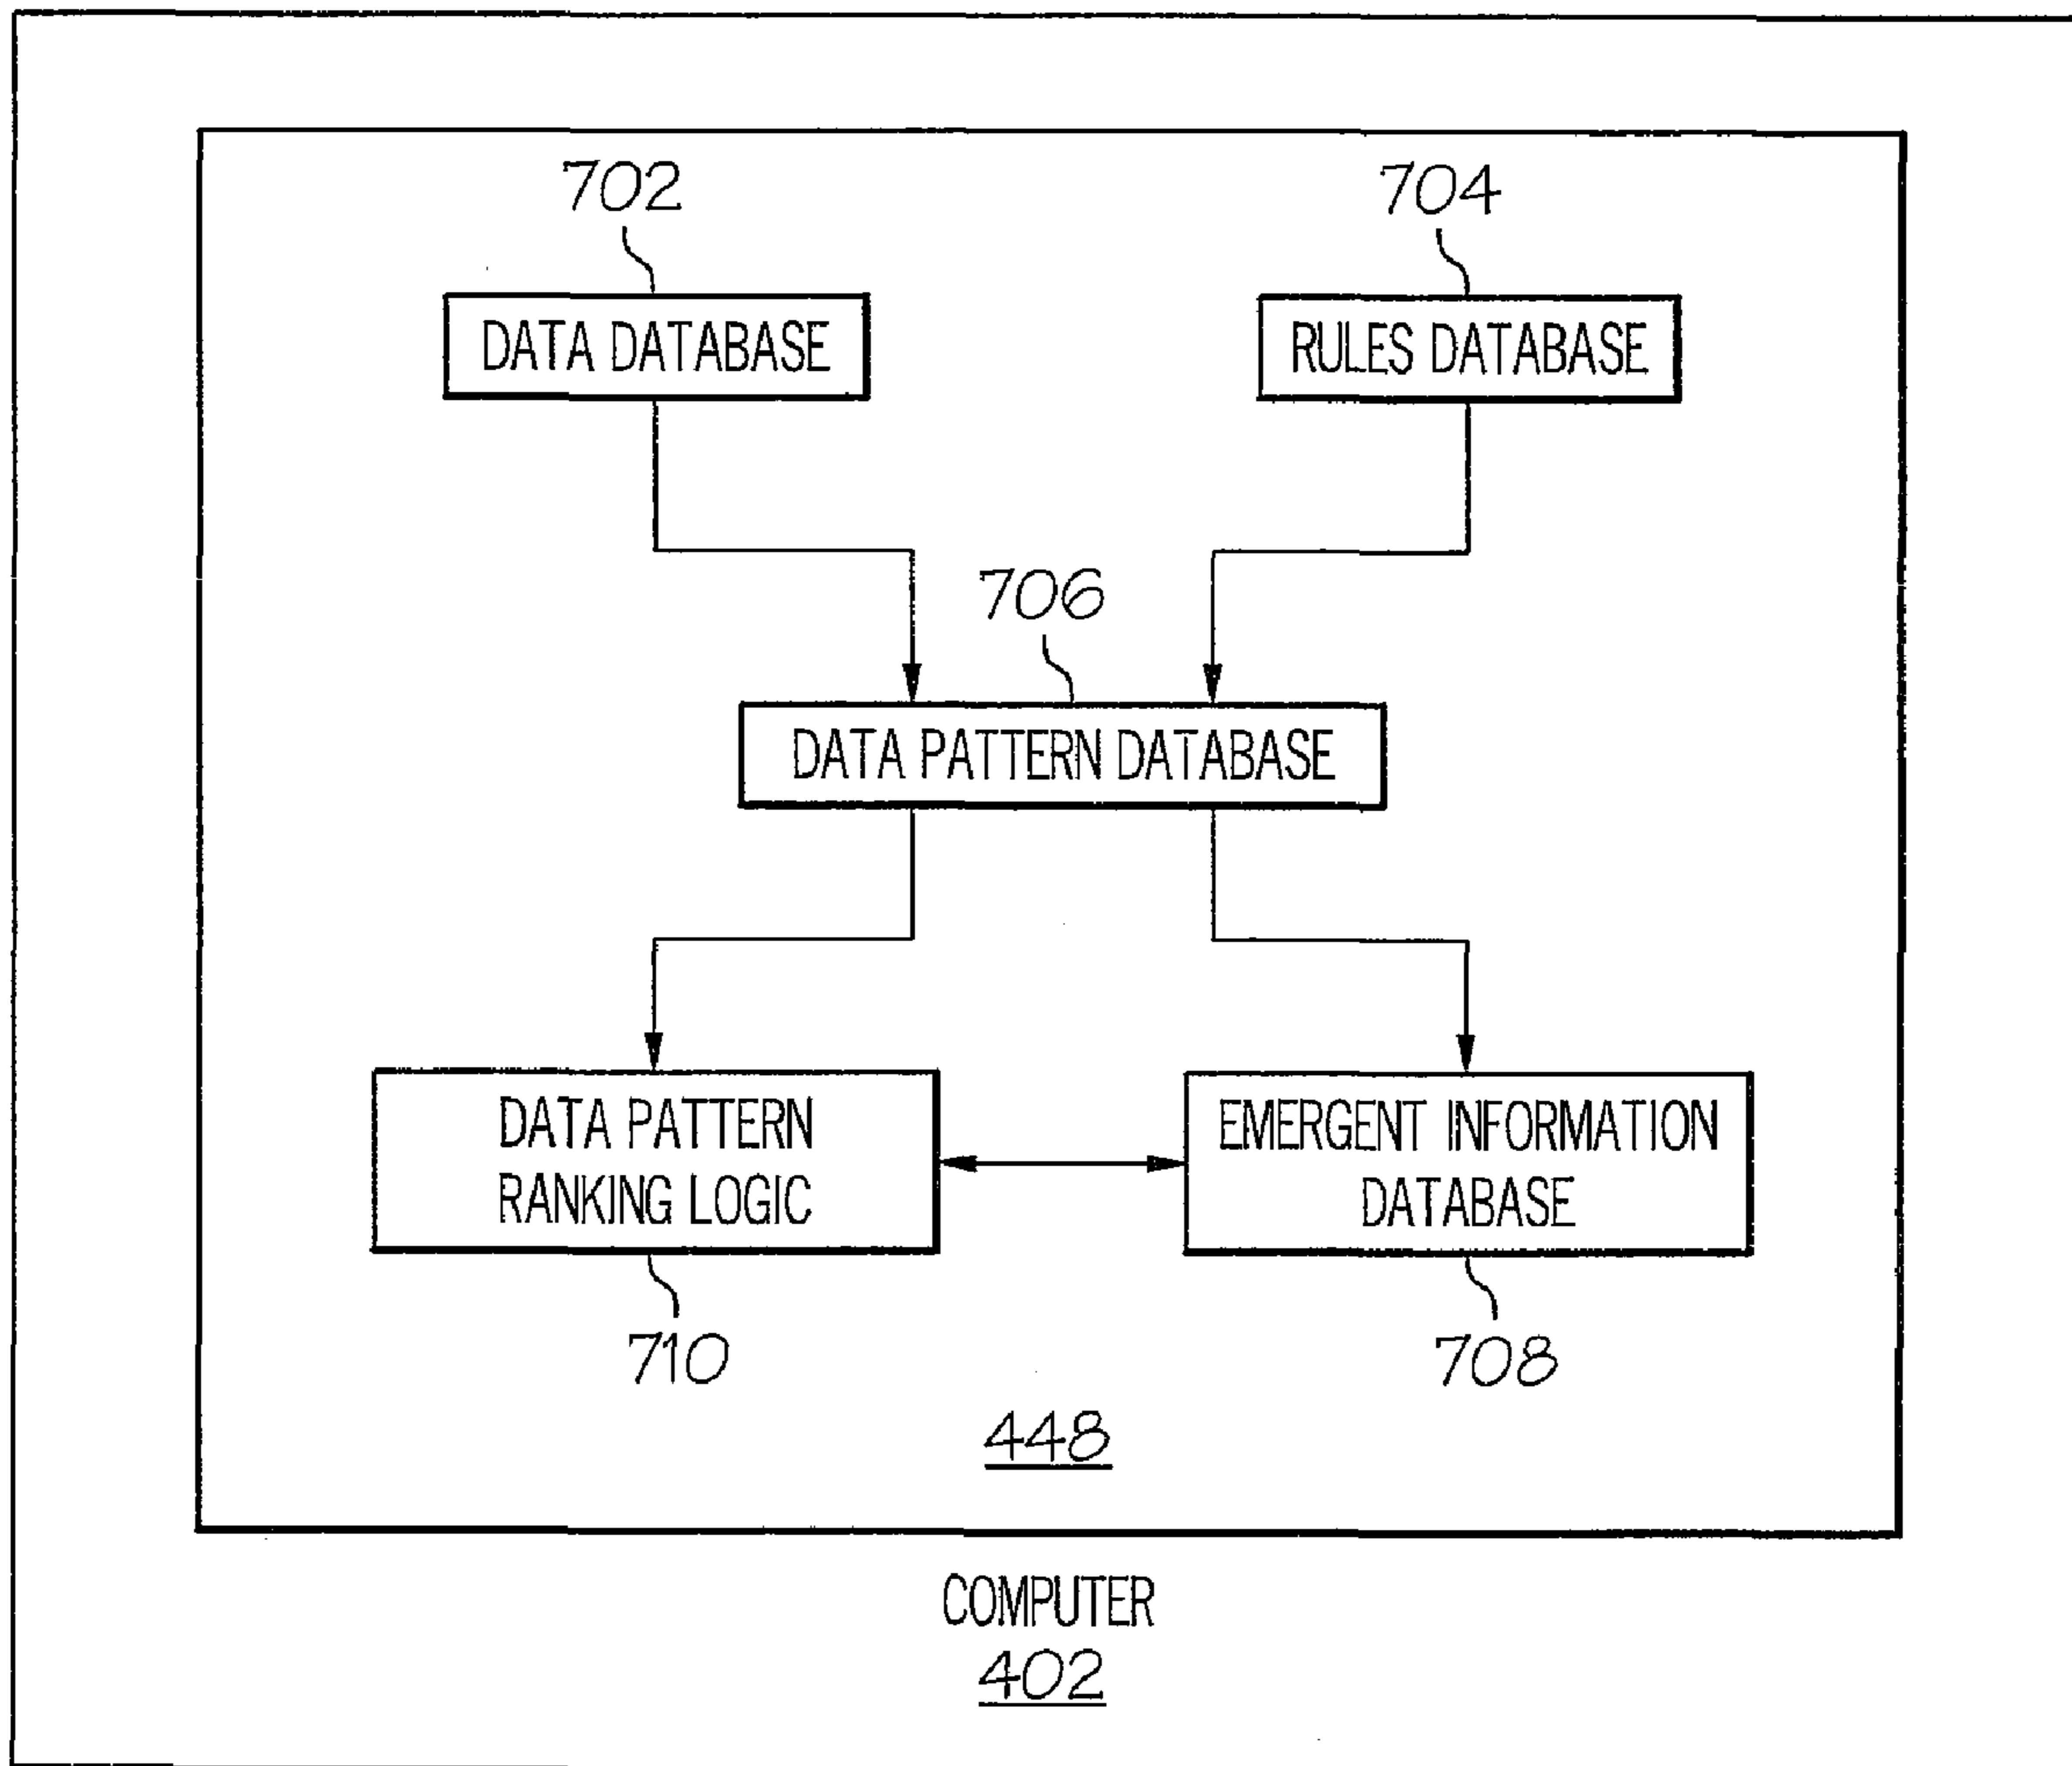 702
704
DATA DATABASE
RULES DATABASE
706
DATA PATTERN DATABASE
DATA PATTERN
RANKING LOGIC
EMERGENT INFORMATION
DATABASE
710
708
448
COMPUTER
402